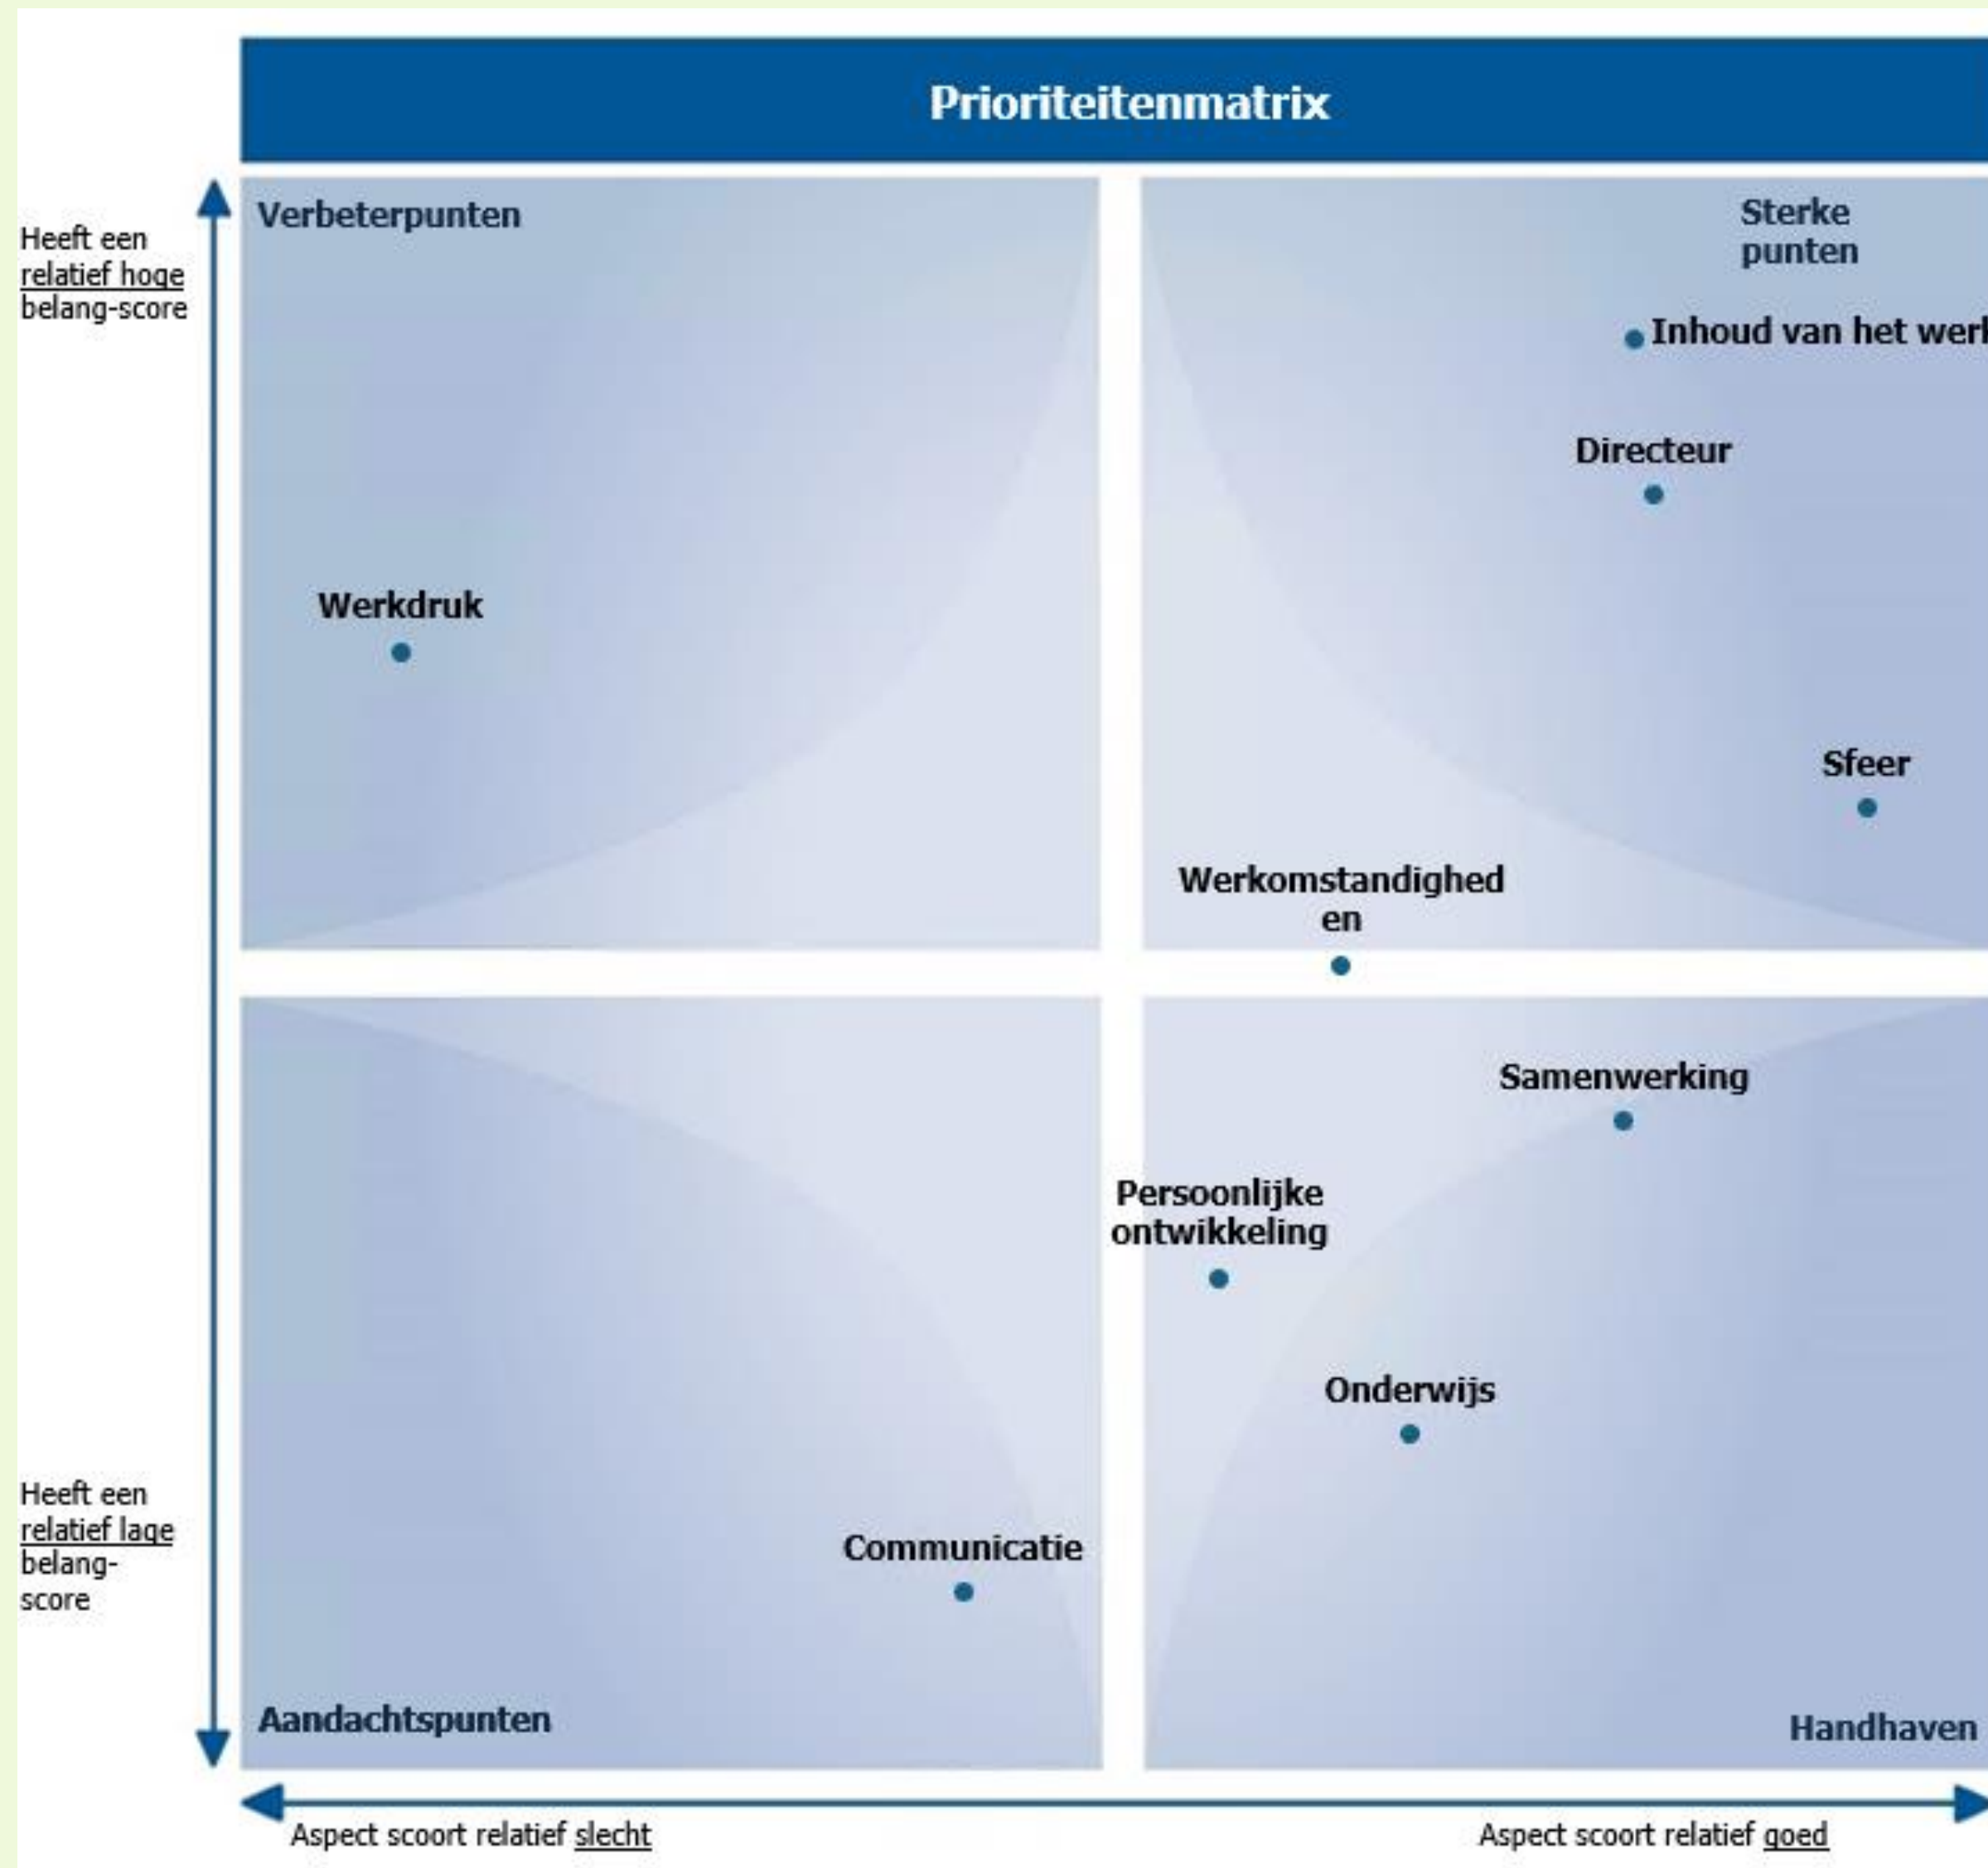 Prioriteitenmatrix
Verbeterpunten
Sterke
punten
Heeft een
relatief hoge
belang-score
Inhoud van het werk
Directeur
Werkdruk
Sfeer
Werkomstandighed
en
Samenwerking
Persoonlijke
ontwikkeling
Onderwijs
Heeft een
relatief lage
belang-
score
Communicatie
Aandachtspunten
Handhaven
Aspect scoort relatief slecht
Aspect scoort relatief goed